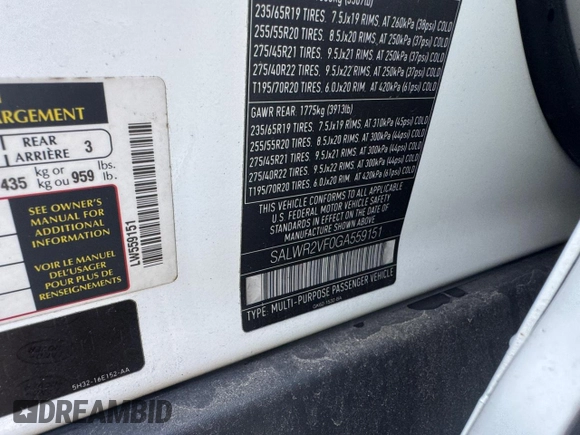 RGEMENT
REAR
ARRIÈRE 3
435 kg or
kg ou 959 lbs.
lb.
SEE OWNER'S
MANUAL FOR
ADDITIONAL
INFORMATION
VOIR LE MANUEL
DE L'USAGER
POUR PLUS DE
RENSEIGNEMENTS
LW559151
5H32-16E152-AA
235/65R19 TIRES. 7.5Jx19 RIMS. AT 260kPa (38psi) COLD
255/55R20 TIRES. 8.5Jx20 RIMS. AT 250kPa (37psi) COLD
275/45R21 TIRES. 9.5Jx21 RIMS. AT 250kPa (37psi) COLD
275/40R22 TIRES. 9.5Jx22 RIMS. AT 250kPa (37psi) COLD
T195/70R20 TIRES. 6.0Jx20 RIM. AT 420kPa (61psi) COLD
GAWR REAR. 1775kg (3913lb)
235/65R19 TIRES. 7.5Jx19 RIMS. AT 310kPa (45psi) COLD
255/55R20 TIRES. 8.5Jx20 RIMS. AT 300kPa (44psi) COLD
275/45R21 TIRES. 9.5Jx21 RIMS. AT 300kPa (44psi) COLD
275/40R22 TIRES. 9.5Jx22 RIMS. AT 300kPa (44psi) COLD
T195/70R20 TIRES. 6.0Jx20 RIM. AT 420kPa (61psi) COLD
THIS VEHICLE CONFORMS TO ALL APPLICABLE
U.S. FEDERAL MOTOR VEHICLE SAFETY, BUMPER, AND
THEFT PREVENTION STANDARDS IN EFFECT ON THE
DATE OF MANUFACTURE SHOWN ABOVE.
SALWR2VF0GA559151
TYPE: MULTI-PURPOSE PASSENGER VEHICLE
DREAMBID